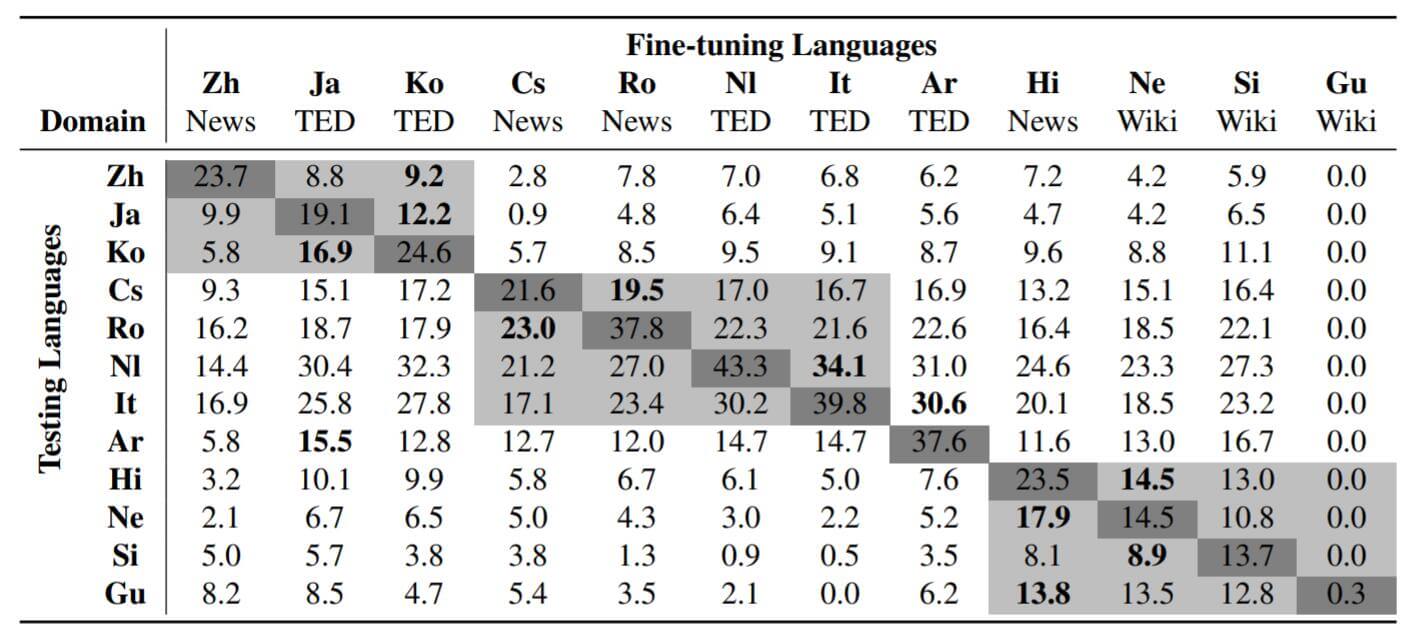 Fine-tuning Languages
Zh Ja Ko Cs Ro Nl It Ar Hi Ne Si Gu
Domain News TED TED News News TED TED TED News Wiki Wiki Wiki
Testing Languages
Zh 23.7 8.8 9.2 2.8 7.8 7.0 6.8 6.2 7.2 4.2 5.9 0.0
Ja 9.9 19.1 12.2 0.9 4.8 6.4 5.1 5.6 4.7 4.2 6.5 0.0
Ko 5.8 16.9 24.6 5.7 8.5 9.5 9.1 8.7 9.6 8.8 11.1 0.0
Cs 9.3 15.1 17.2 21.6 19.5 17.0 16.7 16.9 13.2 15.1 16.4 0.0
Ro 16.2 18.7 17.9 23.0 37.8 22.3 21.6 22.6 16.4 18.5 22.1 0.0
Nl 14.4 30.4 32.3 21.2 27.0 43.3 34.1 31.0 24.6 23.3 27.3 0.0
It 16.9 25.8 27.8 17.1 23.4 30.2 39.8 30.6 20.1 18.5 23.2 0.0
Ar 5.8 15.5 12.8 12.7 12.0 14.7 14.7 37.6 11.6 13.0 16.7 0.0
Hi 3.2 10.1 9.9 5.8 6.7 6.1 5.0 7.6 23.5 14.5 13.0 0.0
Ne 2.1 6.7 6.5 5.0 4.3 3.0 2.2 5.2 17.9 14.5 10.8 0.0
Si 5.0 5.7 3.8 3.8 1.3 0.9 0.5 3.5 8.1 8.9 13.7 0.0
Gu 8.2 8.5 4.7 5.4 3.5 2.1 0.0 6.2 13.8 13.5 12.8 0.3